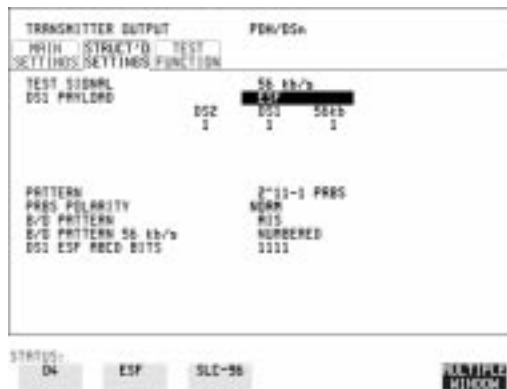 TRANSMITTER OUTPUT PDH/DSn
MAIN SETTINGS STRUCT'D SETTINGS TEST FUNCTION
TEST SIGNAL 56 kb/s
DS1 PAYLOAD ESF
DS2 DS1 56kb
1 1 1
PATTERN 2^11-1 PRBS
PRBS POLARITY NORM
B/G PATTERN AIS
B/G PATTERN 56 kb/s NUMBERED
DS1 ESF ABCD BITS 1111
STATUS:
D4 ESF SLC-96 MULTIPLE WINDOW